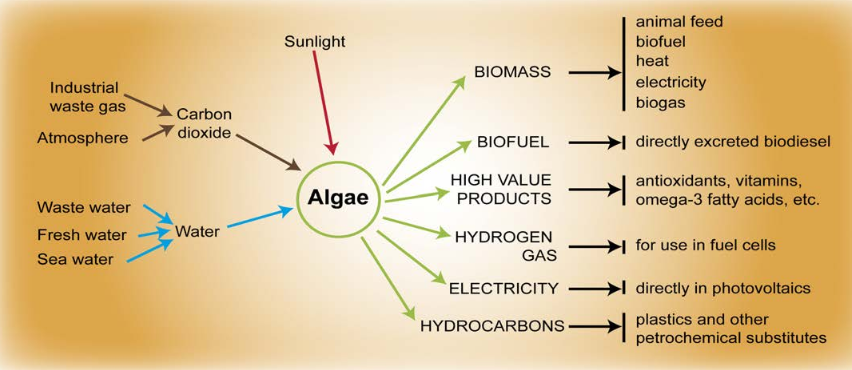 Sunlight
Industrial
waste gas
Atmosphere
Carbon
dioxide
Waste water
Fresh water
Sea water
Water
Algae
BIOMASS
animal feed
biofuel
heat
electricity
biogas
BIOFUEL
directly excreted biodiesel
HIGH VALUE
PRODUCTS
antioxidants, vitamins,
omega-3 fatty acids, etc.
HYDROGEN
GAS
for use in fuel cells
ELECTRICITY
directly in photovoltaics
HYDROCARBONS
plastics and other
petrochemical substitutes